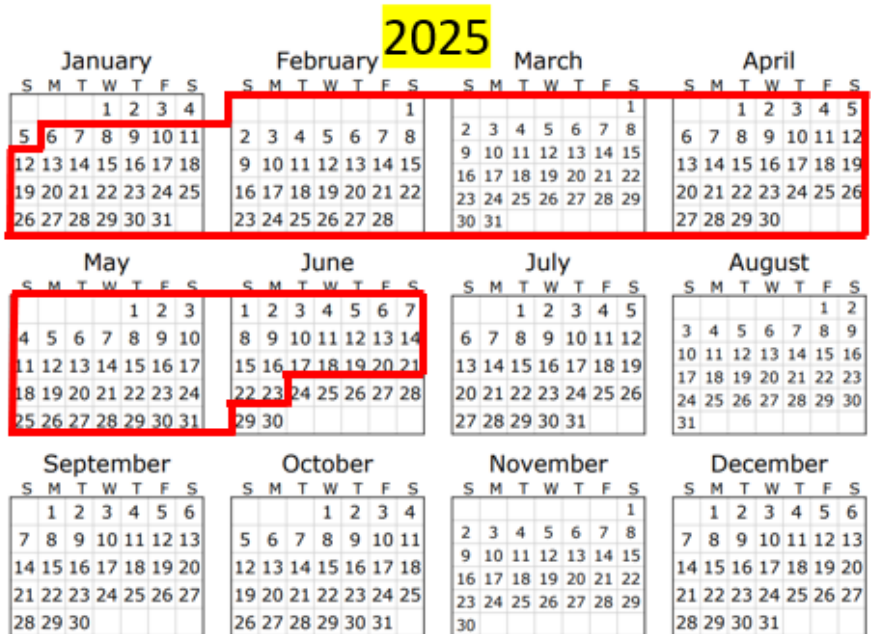 2025
January February March April
S M T W T F S S M T W T F S S M T W T F S S M T W T F S
1 2 3 4 1 1 1 2 3 4 5
5 6 7 8 9 10 11 2 3 4 5 6 7 8 2 3 4 5 6 7 8 6 7 8 9 10 11 12
12 13 14 15 16 17 18 9 10 11 12 13 14 15 9 10 11 12 13 14 15 13 14 15 16 17 18 19
19 20 21 22 23 24 25 16 17 18 19 20 21 22 16 17 18 19 20 21 22 20 21 22 23 24 25 26
26 27 28 29 30 31 23 24 25 26 27 28 23 24 25 26 27 28 29 27 28 29 30
30 31
May June July August
S M T W T F S S M T W T F S S M T W T F S S M T W T F S
1 2 3 1 2 3 4 5 6 7 1 2 3 4 5 1 2
4 5 6 7 8 9 10 8 9 10 11 12 13 14 6 7 8 9 10 11 12 3 4 5 6 7 8 9
11 12 13 14 15 16 17 15 16 17 18 19 20 21 13 14 15 16 17 18 19 10 11 12 13 14 15 16
18 19 20 21 22 23 24 22 23 24 25 26 27 28 20 21 22 23 24 25 26 17 18 19 20 21 22 23
25 26 27 28 29 30 31 29 30 27 28 29 30 31 24 25 26 27 28 29 30
31
September October November December
S M T W T F S S M T W T F S S M T W T F S S M T W T F S
1 2 3 4 5 6 1 2 3 4 1 1 2 3 4 5 6
7 8 9 10 11 12 13 5 6 7 8 9 10 11 2 3 4 5 6 7 8 7 8 9 10 11 12 13
14 15 16 17 18 19 20 12 13 14 15 16 17 18 9 10 11 12 13 14 15 14 15 16 17 18 19 20
21 22 23 24 25 26 27 19 20 21 22 23 24 25 16 17 18 19 20 21 22 21 22 23 24 25 26 27
28 29 30 26 27 28 29 30 31 23 24 25 26 27 28 29 28 29 30 31
30